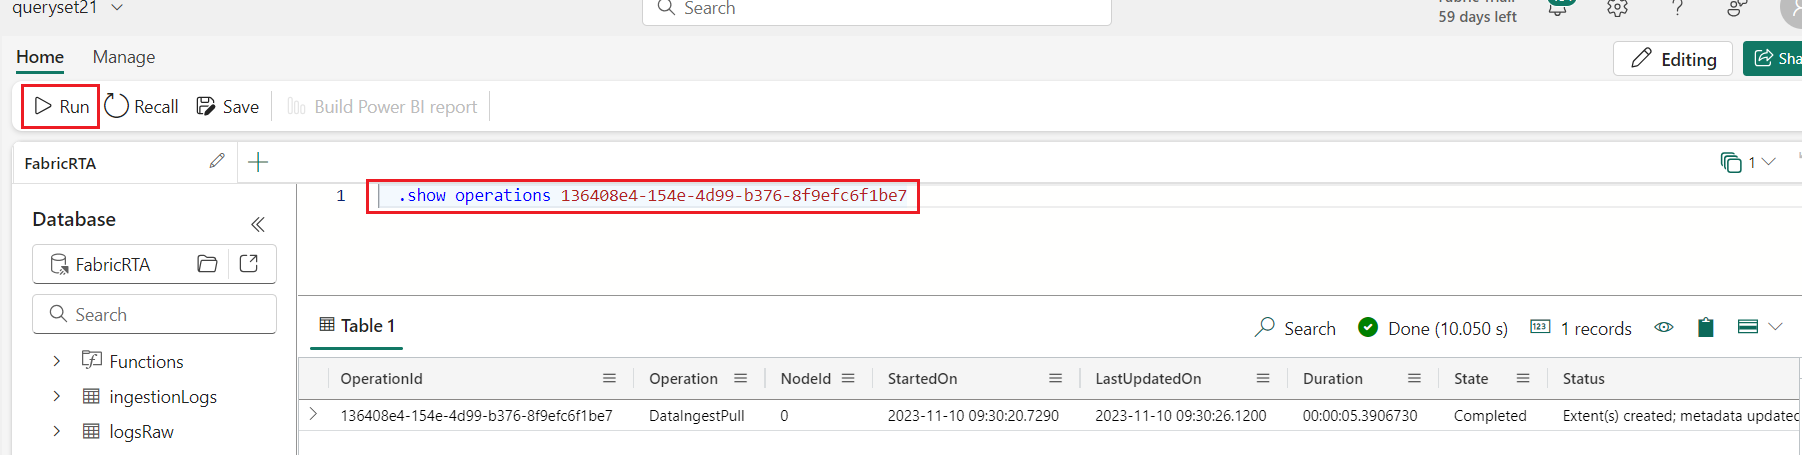 queryset21
Search
59 days left
Home
Manage
Editing
Run
Recall
Save
Build Power BI report
FabricRTA
1
1 .show operations 136408e4-154e-4d99-b376-8f9efc6f1be7
Database
FabricRTA
Search
Functions
ingestionLogs
logsRaw
Table 1
Search
Done (10.050 s)
123
1 records
OperationId Operation NodeId StartedOn LastUpdatedOn Duration State Status
136408e4-154e-4d99-b376-8f9efc6f1be7 DataIngestPull 0 2023-11-10 09:30:20.7290 2023-11-10 09:30:26.1200 00:00:05.3906730 Completed Extent(s) created; metadata updated